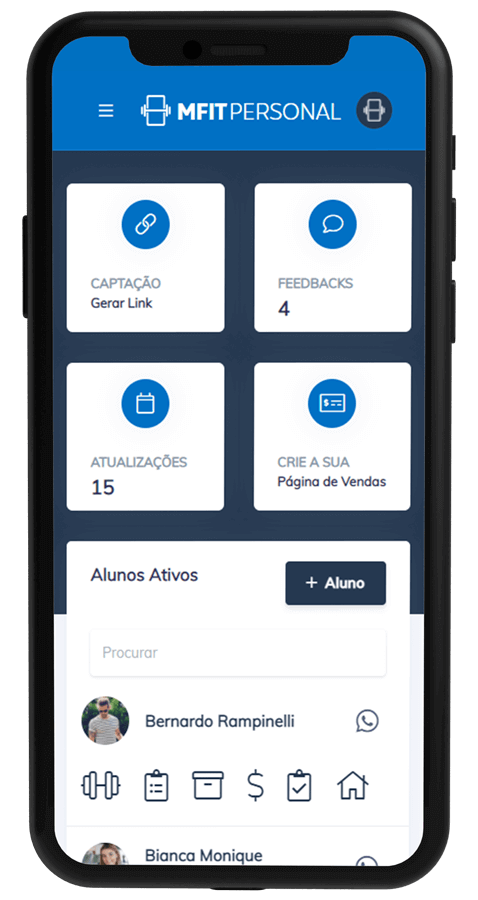 MFITPERSONAL
CAPTAÇÃO
Gerar Link
FEEDBACKS
4
ATUALIZAÇÕES
15
CRIE A SUA
Página de Vendas
Alunos Ativos
+ Aluno
Procurar
Bernardo Rampinelli
Bianca Monique